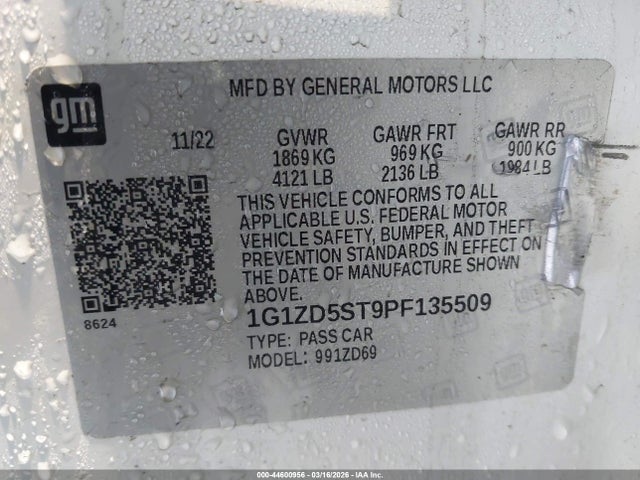 gm
MFD BY GENERAL MOTORS LLC
11/22 GVWR GAWR FRT GAWR RR
1869 KG 969 KG 900 KG
4121 LB 2136 LB 1984 LB
THIS VEHICLE CONFORMS TO ALL
APPLICABLE U.S. FEDERAL MOTOR
VEHICLE SAFETY, BUMPER, AND THEFT
PREVENTION STANDARDS IN EFFECT ON
THE DATE OF MANUFACTURE SHOWN
ABOVE.
8624
1G1ZD5ST9PF135509
TYPE: PASS CAR
MODEL: 991ZD69
000-44600956 - 03/16/2026 - IAA Inc.